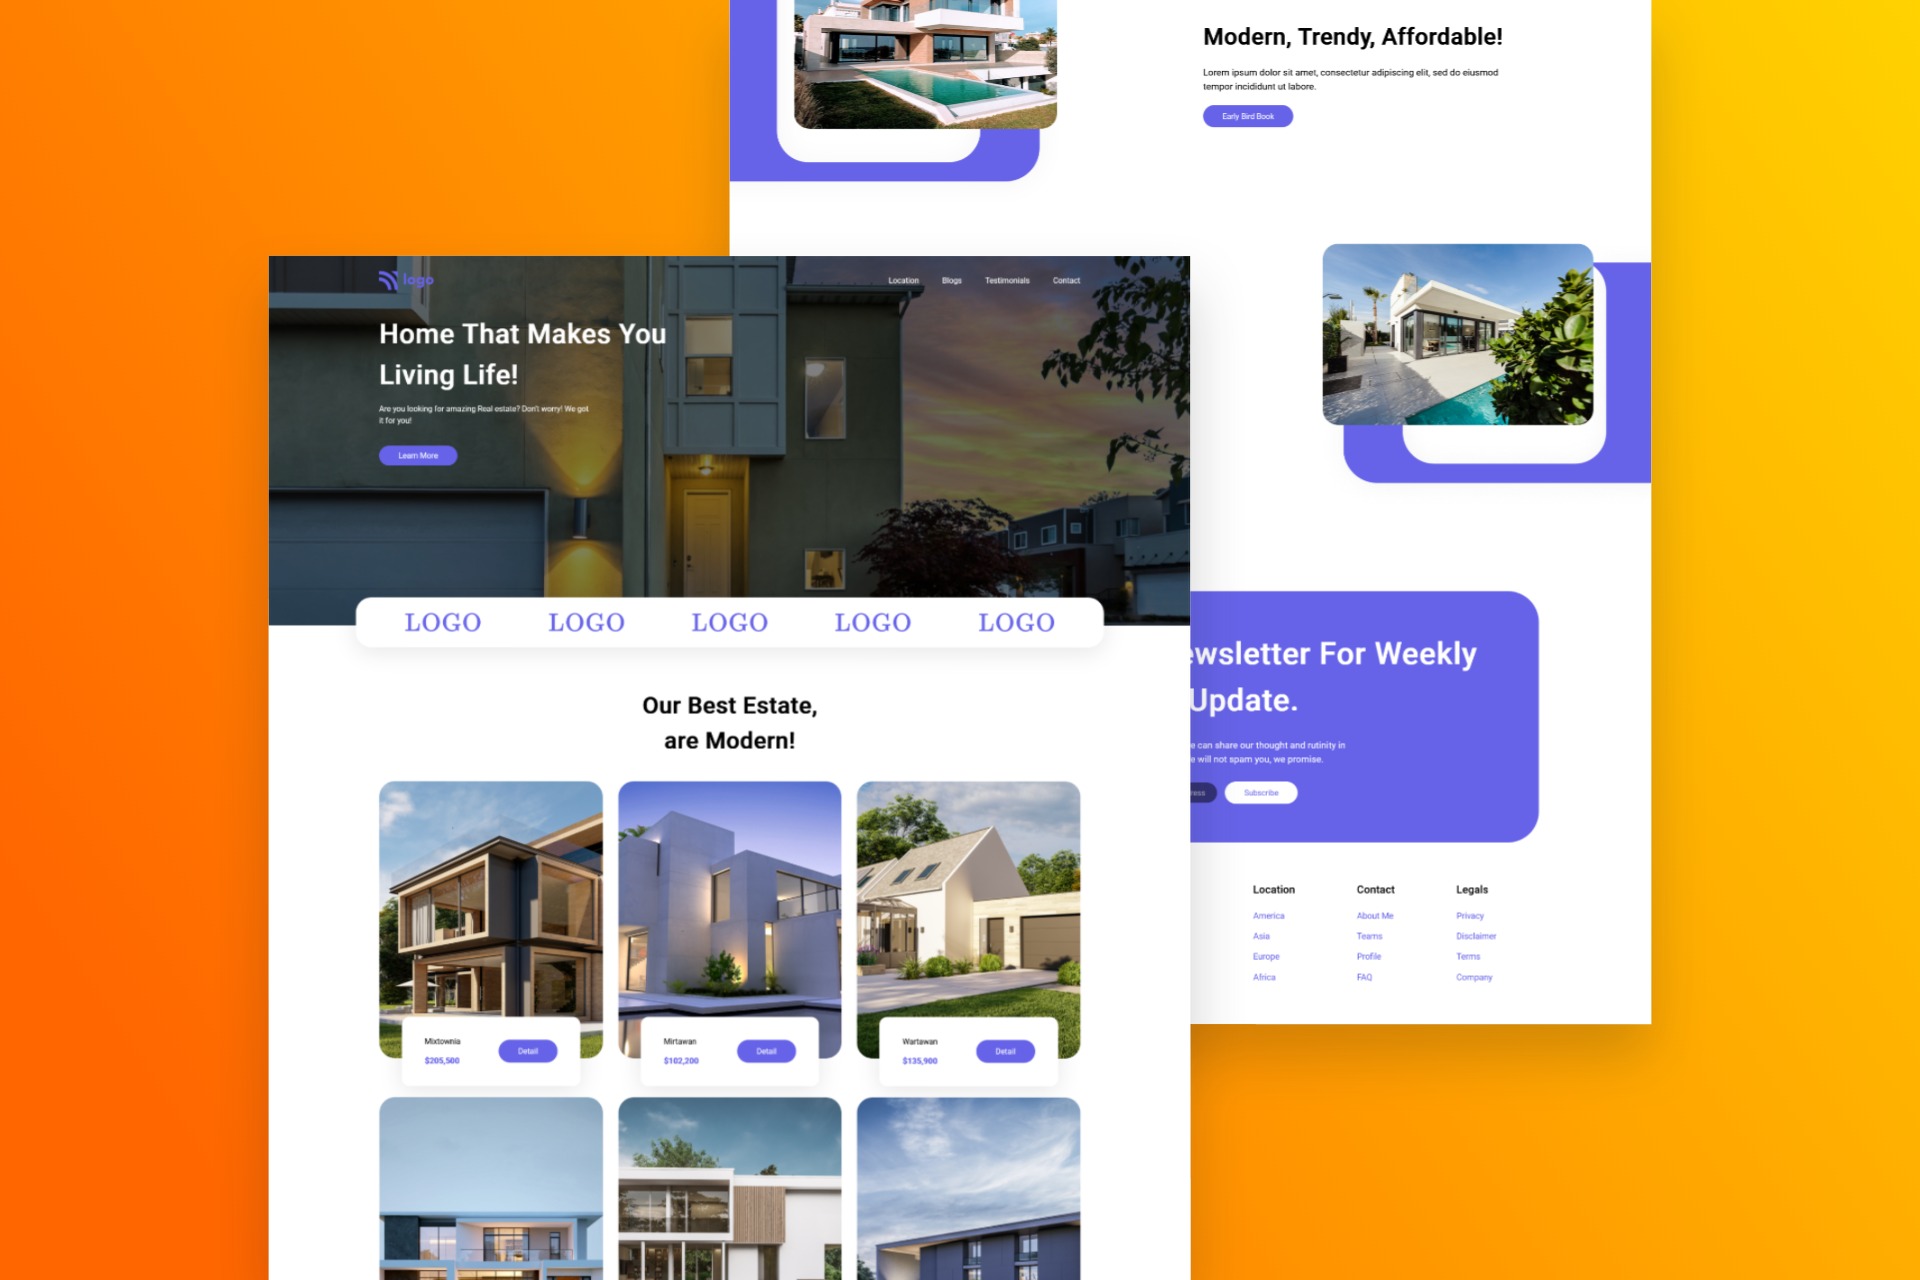 Modern, Trendy, Affordable!
Lorem ipsum dolor sit amet, consectetur adipiscing elit, sed do eiusmod
tempor incididunt ut labore.
Early Bird Book
logo
Location Blogs Testimonials Contact
Home That Makes You
Living Life!
Are you looking for amazing Real estate? Don't worry! We got
it for you!
Learn More
LOGO LOGO LOGO LOGO LOGO
Our Best Estate,
are Modern!
Mixtownia
$205,500
Detail
Mirtawan
$102,200
Detail
Wartawan
$135,900
Detail
ewsletter For Weekly
Update.
e can share our thought and rutinity in
e will not spam you, we promise.
ress
Subscribe
Location
America
Asia
Europe
Africa
Contact
About Me
Teams
Profile
FAQ
Legals
Privacy
Disclaimer
Terms
Company